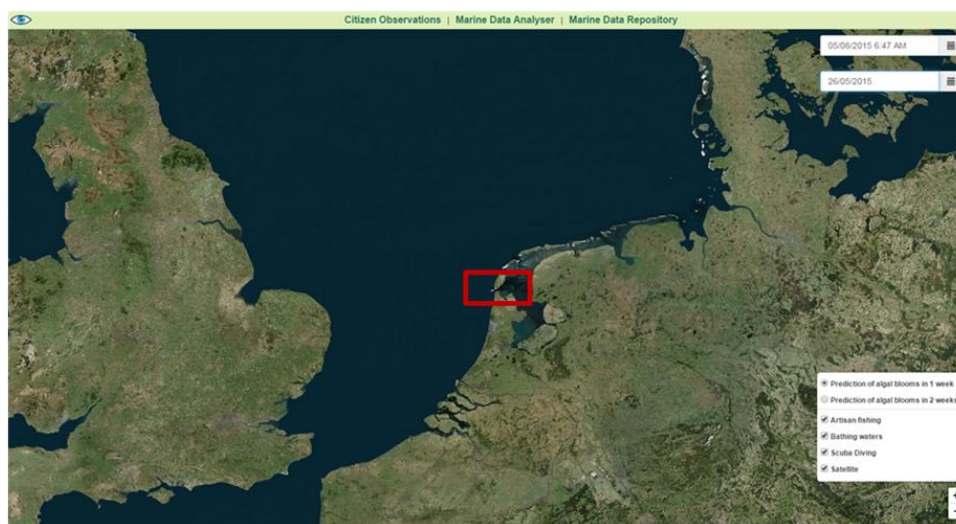 Citizen Observations | Marine Data Analyser | Marine Data Repository
05/08/2015 6:47 AM
26/05/2015
Prediction of algal blooms in 1 week
Prediction of algal blooms in 2 weeks
Artisan fishing
Bathing waters
Scuba Diving
Satellite